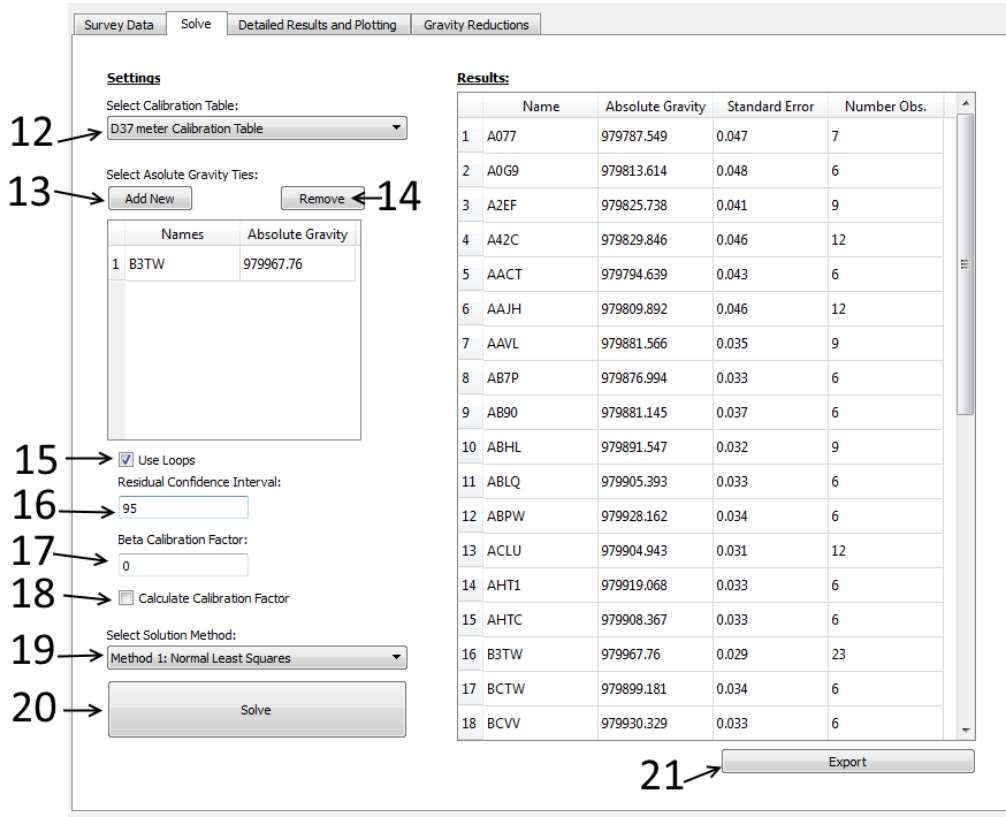 Survey Data Solve Detailed Results and Plotting Gravity Reductions
Settings
Select Calibration Table:
12 D37 meter Calibration Table
Select Asolute Gravity Ties:
13 Add New Remove 14
Names Absolute Gravity
1 B3TW 979967.76
15 Use Loops
Residual Confidence Interval:
16 95
Beta Calibration Factor:
17 0
18 Calculate Calibration Factor
Select Solution Method:
19 Method 1: Normal Least Squares
20 Solve
Results:
Name Absolute Gravity Standard Error Number Obs.
1 A077 979787.549 0.047 7
2 A0G9 979813.614 0.048 6
3 A2EF 979825.738 0.041 9
4 A42C 979829.846 0.046 12
5 AACT 979794.639 0.043 6
6 AAJH 979809.892 0.046 12
7 AAVL 979881.566 0.035 9
8 AB7P 979876.994 0.033 6
9 AB90 979881.145 0.037 6
10 ABHL 979891.547 0.032 9
11 ABLQ 979905.393 0.033 6
12 ABPW 979928.162 0.034 6
13 ACLU 979904.943 0.031 12
14 AHT1 979919.068 0.033 6
15 AHTC 979908.367 0.033 6
16 B3TW 979967.76 0.029 23
17 BCTW 979899.181 0.034 6
18 BCVV 979930.329 0.033 6
21 Export